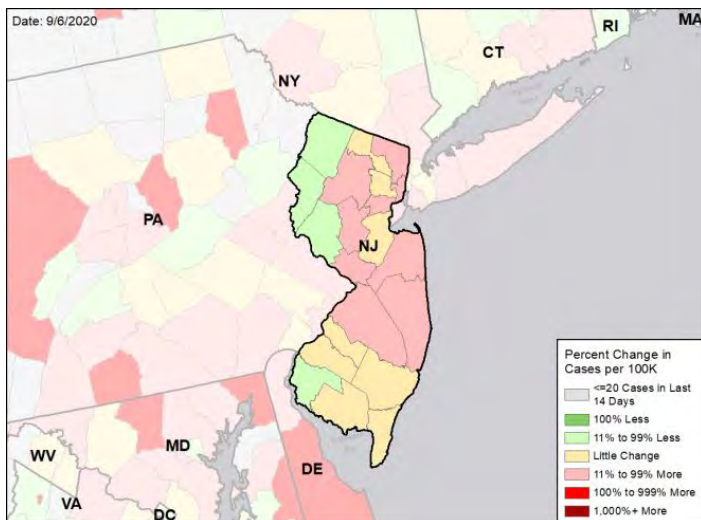 Date: 9/6/2020
MA
RI
CT
NY
PA
NJ
MD
WV
DE
VA
DC
Percent Change in
Cases per 100K
<=20 Cases in Last
14 Days
100% Less
11% to 99% Less
Little Change
11% to 99% More
100% to 999% More
1,000%+ More